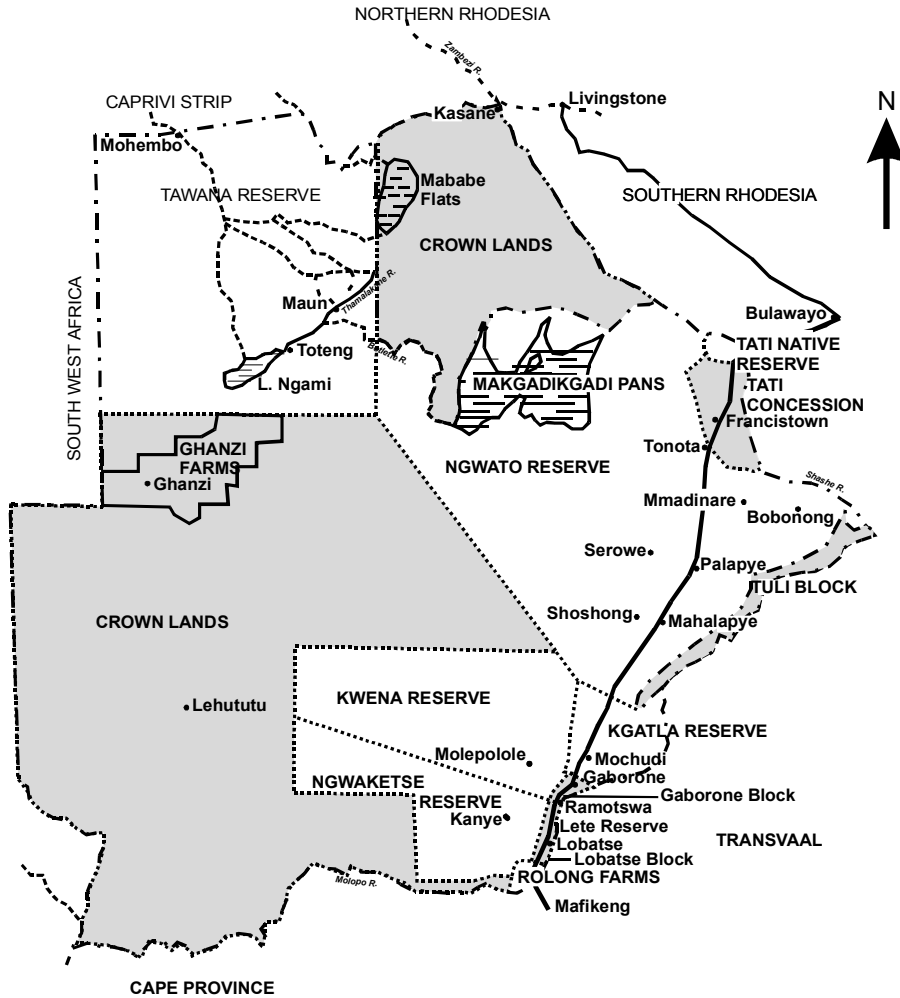 NORTHERN RHODESIA
Zambezi R.
N
CAPRIVI STRIP
Livingstone
Kasane
Mohembo
Mababe
Flats
TAWANA RESERVE
SOUTHERN RHODESIA
CROWN LANDS
SOUTH WEST AFRICA
Maun
Thamalakane R.
Bulawayo
Toteng
Botletle R.
TATI NATIVE
RESERVE
L. Ngami
MAKGADIKGADI PANS
TATI
CONCESSION
Francistown
GHANZI
FARMS
Ghanzi
Tonota
NGWATO RESERVE
Shashe R.
Mmadinare
Bobonong
Serowe
Palapye
TULI BLOCK
Shoshong
Mahalapye
CROWN LANDS
Lehututu
KWENA RESERVE
KGATLA RESERVE
Molepolole
Mochudi
NGWAKETSE
RESERVE
Gaborone
Gaborone Block
Ramotswa
Kanye
Lete Reserve
Lobatse
TRANSVAAL
Lobatse Block
ROLONG FARMS
Molopo R.
Mafikeng
CAPE PROVINCE